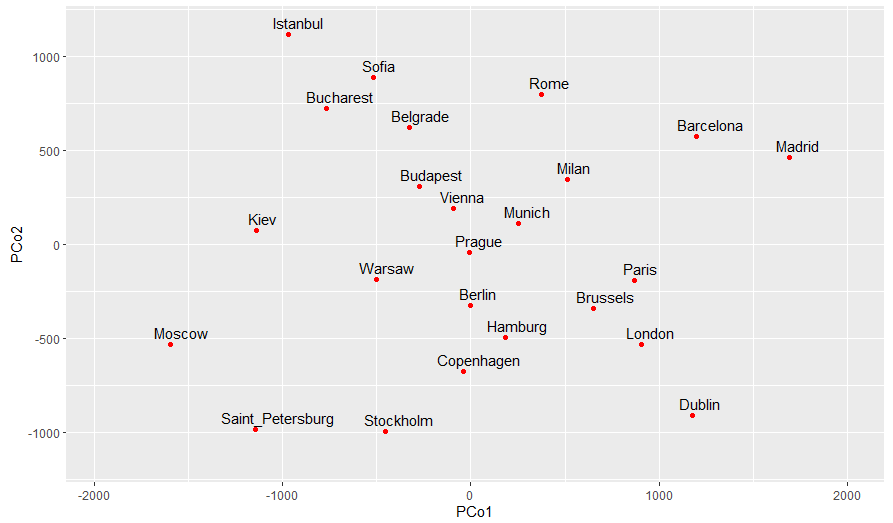 Istanbul
Sofia
1000
Rome
Bucharest
Belgrade
Barcelona
500
Madrid
Milan
Budapest
Vienna
Munich
Kiev
PCo2
0
Prague
Warsaw
Paris
Berlin
Brussels
Hamburg
Moscow
London
-500
Copenhagen
Dublin
Saint_Petersburg
Stockholm
-1000
-2000 -1000 0 1000 2000
PCo1